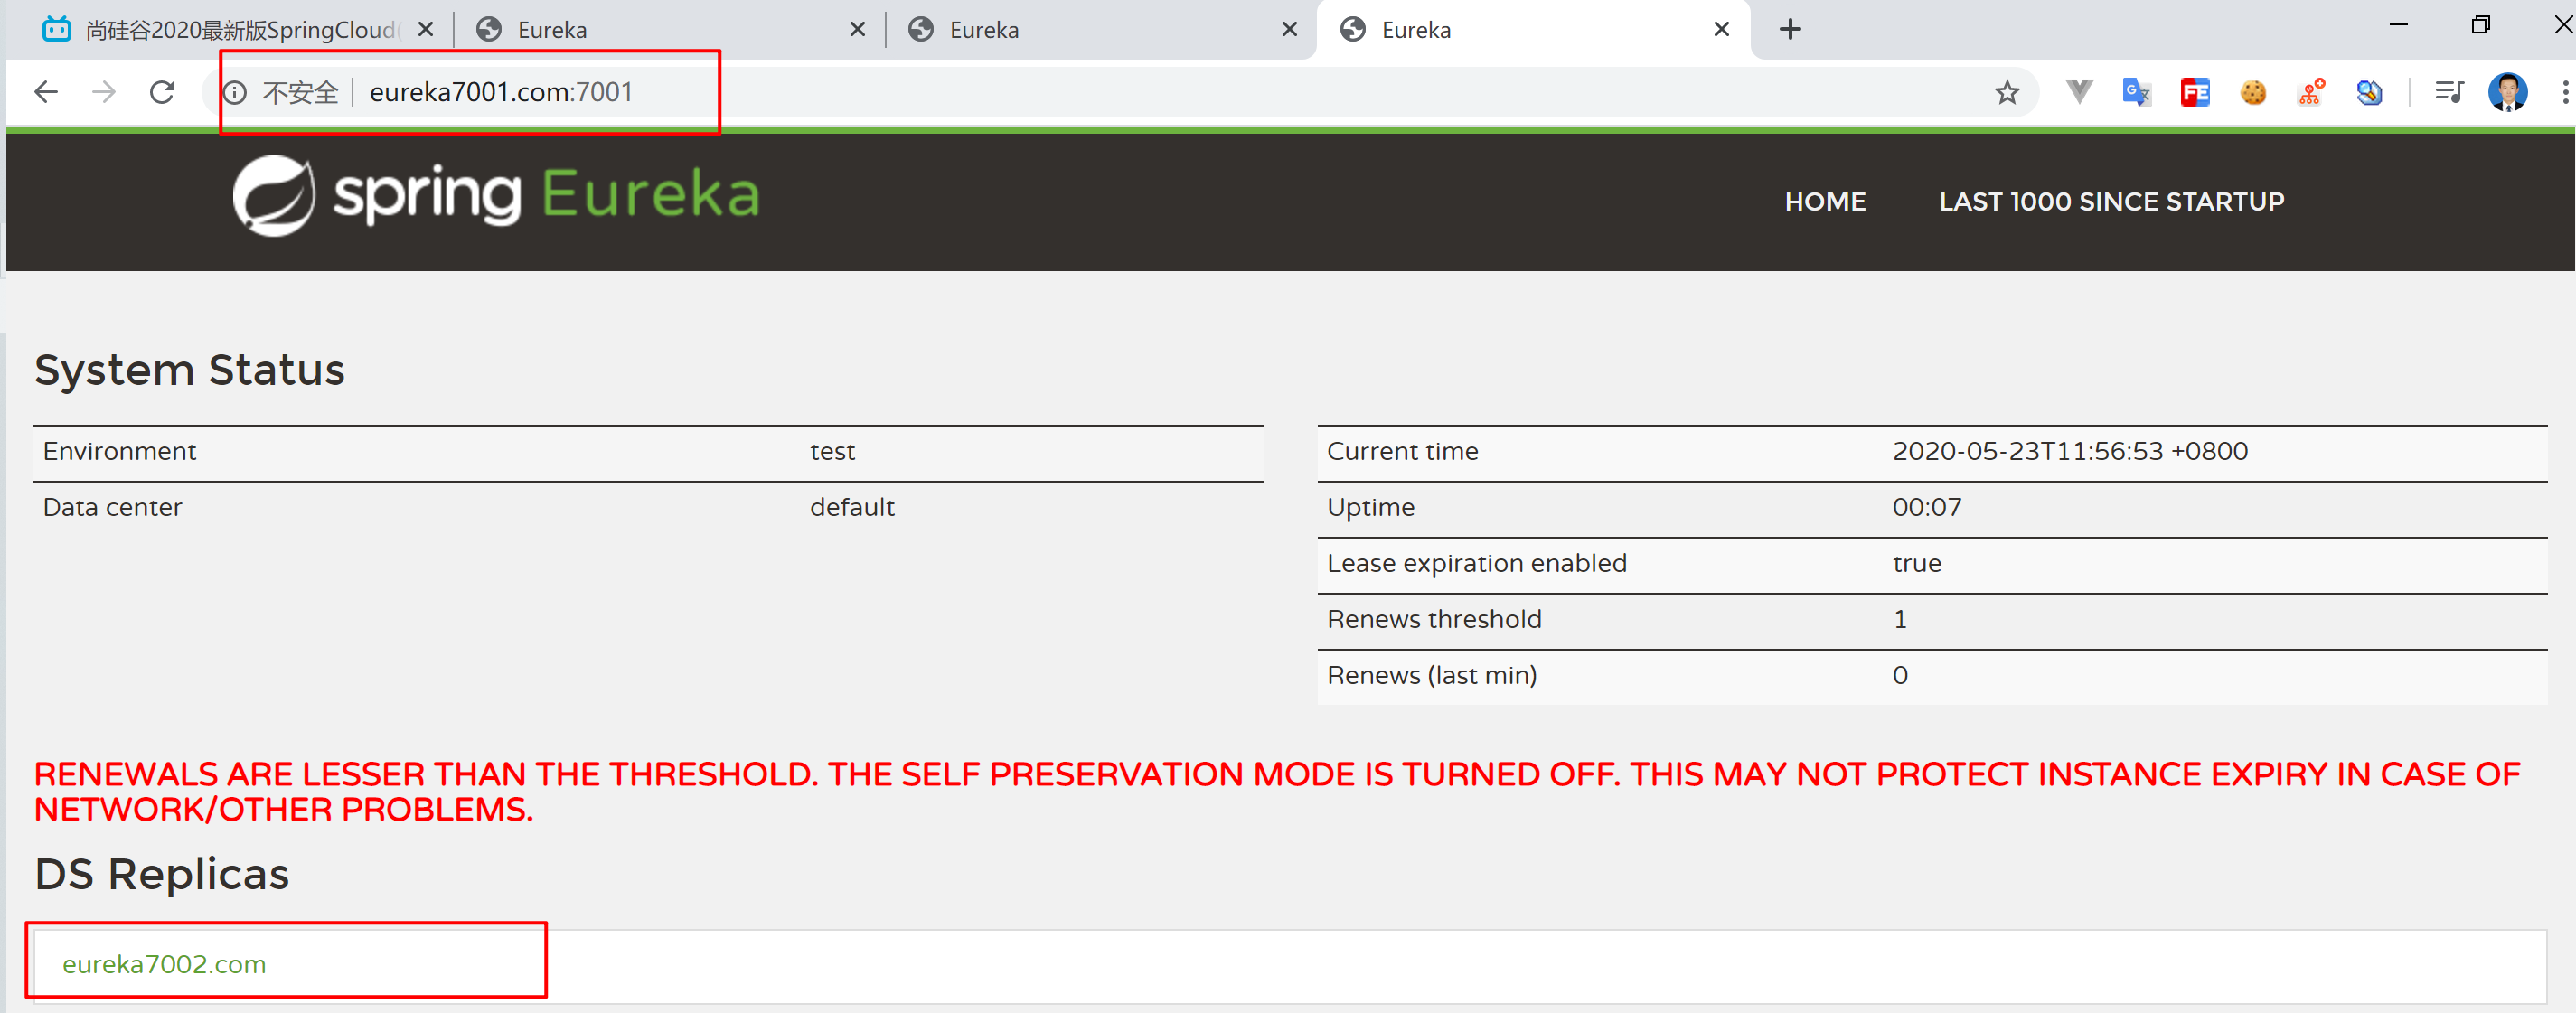 尚硅谷2020最新版SpringCloud(
Eureka
Eureka
Eureka
不安全
eureka7001.com:7001
spring Eureka
HOME
LAST 1000 SINCE STARTUP
System Status
Environment test
Data center default
Current time 2020-05-23T11:56:53 +0800
Uptime 00:07
Lease expiration enabled true
Renews threshold 1
Renews (last min) 0
RENEWALS ARE LESSER THAN THE THRESHOLD. THE SELF PRESERVATION MODE IS TURNED OFF. THIS MAY NOT PROTECT INSTANCE EXPIRY IN CASE OF
NETWORK/OTHER PROBLEMS.
DS Replicas
eureka7002.com